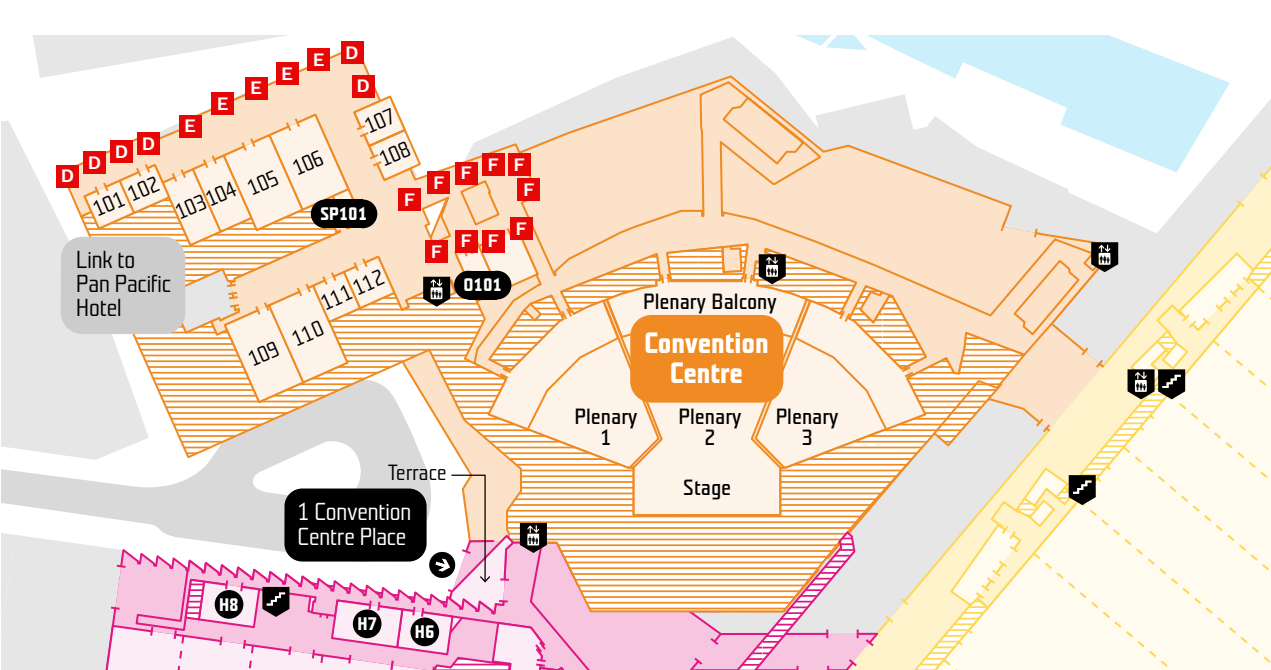 D
E
E
E
E
E
D
D
D
D
D
107
108
106
105
104
103
102
101
F
F
F
F
F
F
F
F
F
F
SP101
O101
Link to
Pan Pacific
Hotel
112
111
110
109
Plenary Balcony
Convention
Centre
Plenary
1
Plenary
2
Plenary
3
Stage
Terrace
1 Convention
Centre Place
H8
H7
H6